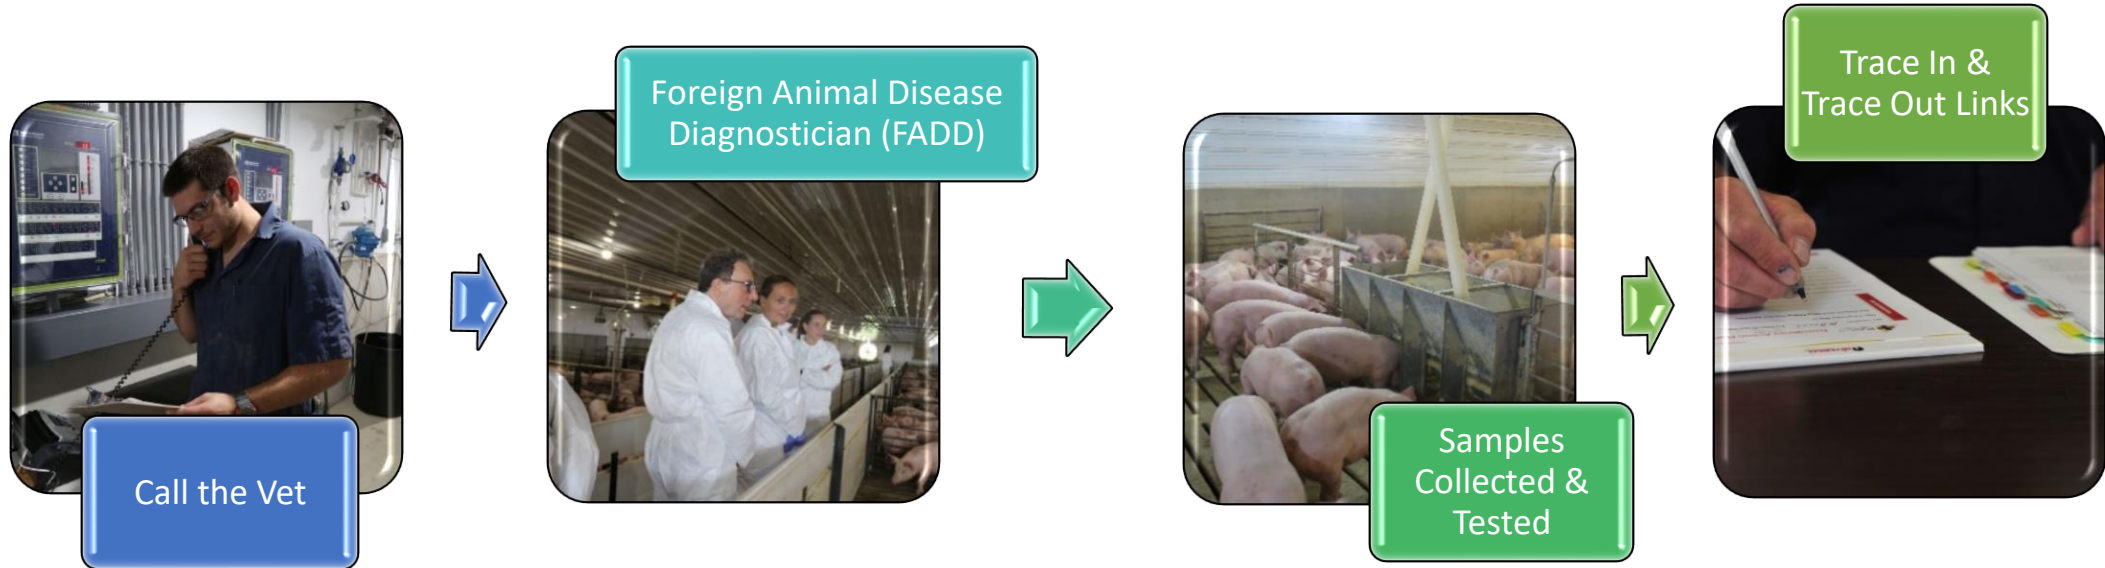 Call the Vet
Foreign Animal Disease
Diagnostician (FADD)
Samples
Collected &
Tested
Trace In &
Trace Out Links